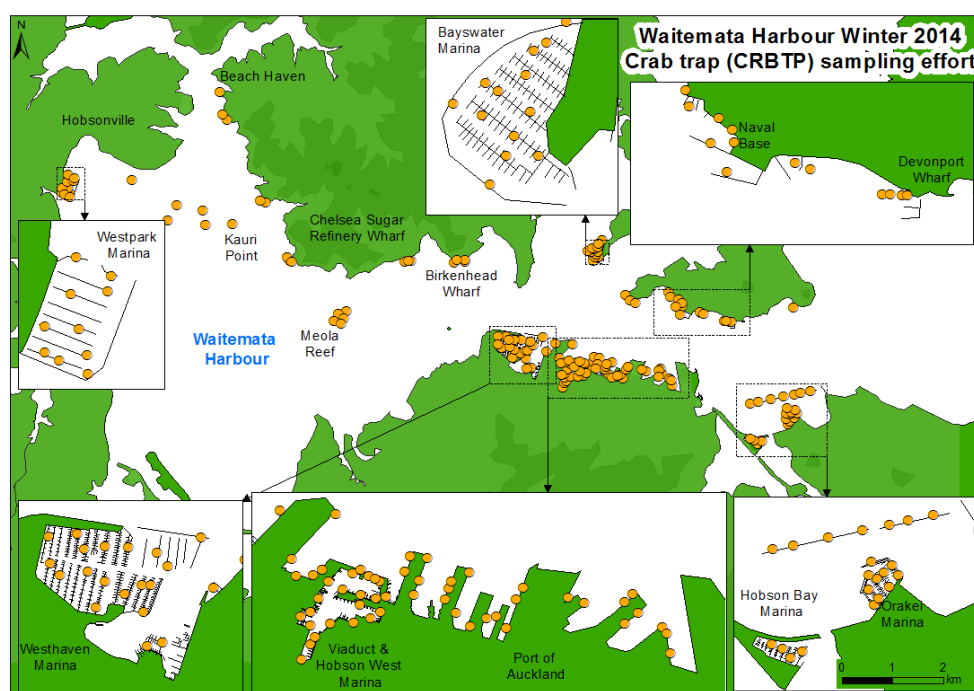 N
Waitemata Harbour Winter 2014
Crab trap (CRBTP) sampling effort
Bayswater
Marina
Beach Haven
Hobsonville
Naval
Base
Devonport
Wharf
Westpark
Marina
Kauri
Point
Chelsea Sugar
Refinery Wharf
Birkenhead
Wharf
Meola
Reef
Waitemata
Harbour
Westhaven
Marina
Viaduct &
Hobson West
Marina
Port of
Auckland
Hobson Bay
Marina
Orakei
Marina
0 1 2
km